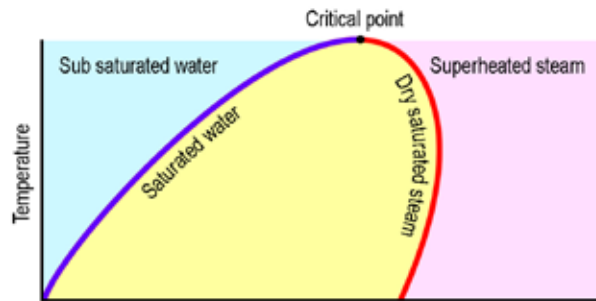 Critical point
Sub saturated water
Superheated steam
Saturated water
Dry saturated steam
Temperature